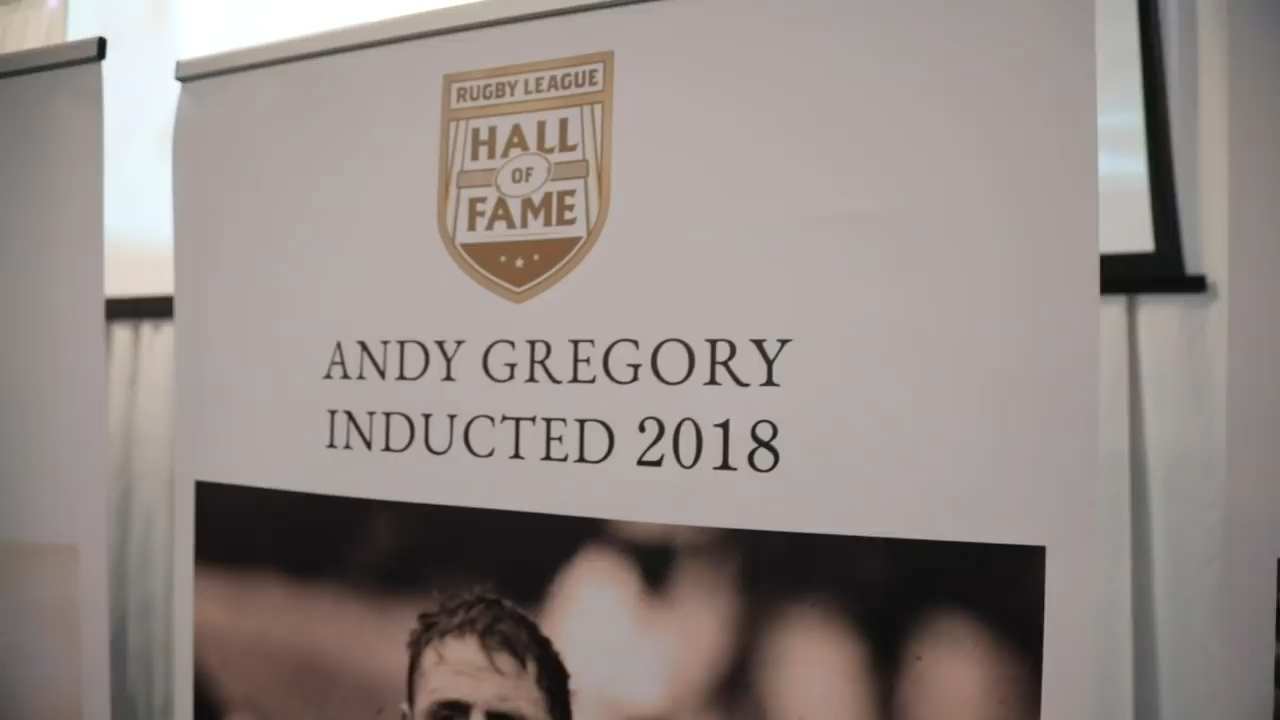 RUGBY LEAGUE
HALL
OF
FAME
ANDY GREGORY
INDUCTED 2018